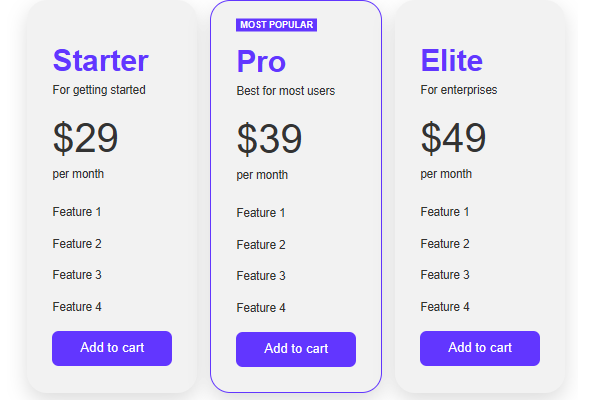 Starter
For getting started
$29
per month
Feature 1
Feature 2
Feature 3
Feature 4
Add to cart
MOST POPULAR
Pro
Best for most users
$39
per month
Feature 1
Feature 2
Feature 3
Feature 4
Add to cart
Elite
For enterprises
$49
per month
Feature 1
Feature 2
Feature 3
Feature 4
Add to cart